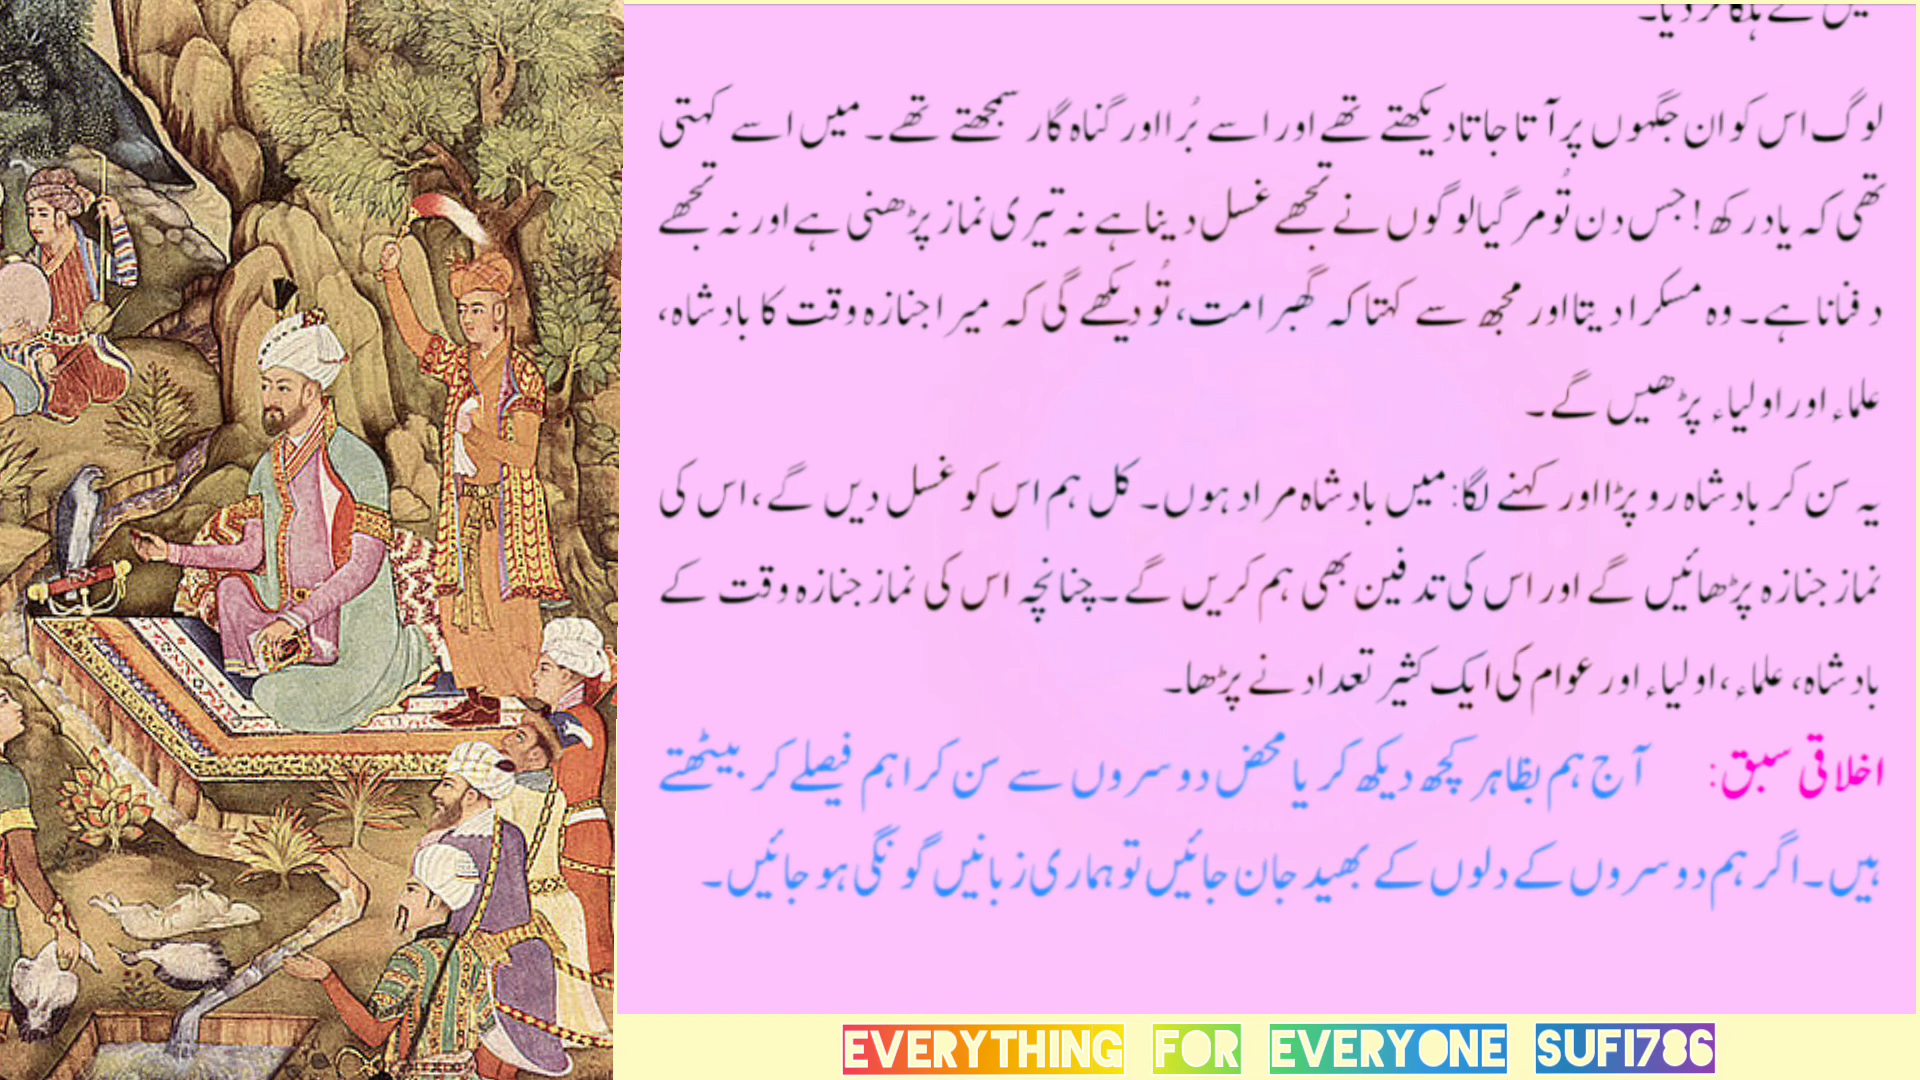 لوگ اس کو ان جگہوں پر آتا جاتا دیکھتے تھے اور اسے بُرا اور گناہ گار سمجھتے تھے۔ میں اسے کہتی
تھی کہ یاد رکھ! جس دن تُو مر گیا لوگوں نے تجھے غسل دینا ہے نہ تیری نماز پڑھنی ہے اور نہ تجھے
دفنانا ہے۔ وہ مسکرا دیتا اور مجھ سے کہتا کہ گھبرا مت، تُو دیکھے گی کہ میرا جنازہ وقت کا بادشاہ،
علماء اور اولیاء پڑھیں گے۔
یہ سن کر بادشاہ رو پڑا اور کہنے لگا: میں بادشاہ مراد ہوں۔ کل ہم اس کو غسل دیں گے، اس کی
نماز جنازہ پڑھائیں گے اور اس کی تدفین بھی ہم کریں گے۔ چنانچہ اس کی نماز جنازہ وقت کے
بادشاہ، علماء، اولیاء اور عوام کی ایک کثیر تعداد نے پڑھا۔
اخلاقی سبق: آج ہم بظاہر کچھ دیکھ کر یا محض دوسروں سے سن کر اہم فیصلے کر بیٹھتے
ہیں۔ اگر ہم دوسروں کے دلوں کے بھید جان جائیں تو ہماری زبانیں گونگی ہو جائیں۔
EVERYTHING FOR EVERYONE SUFI786